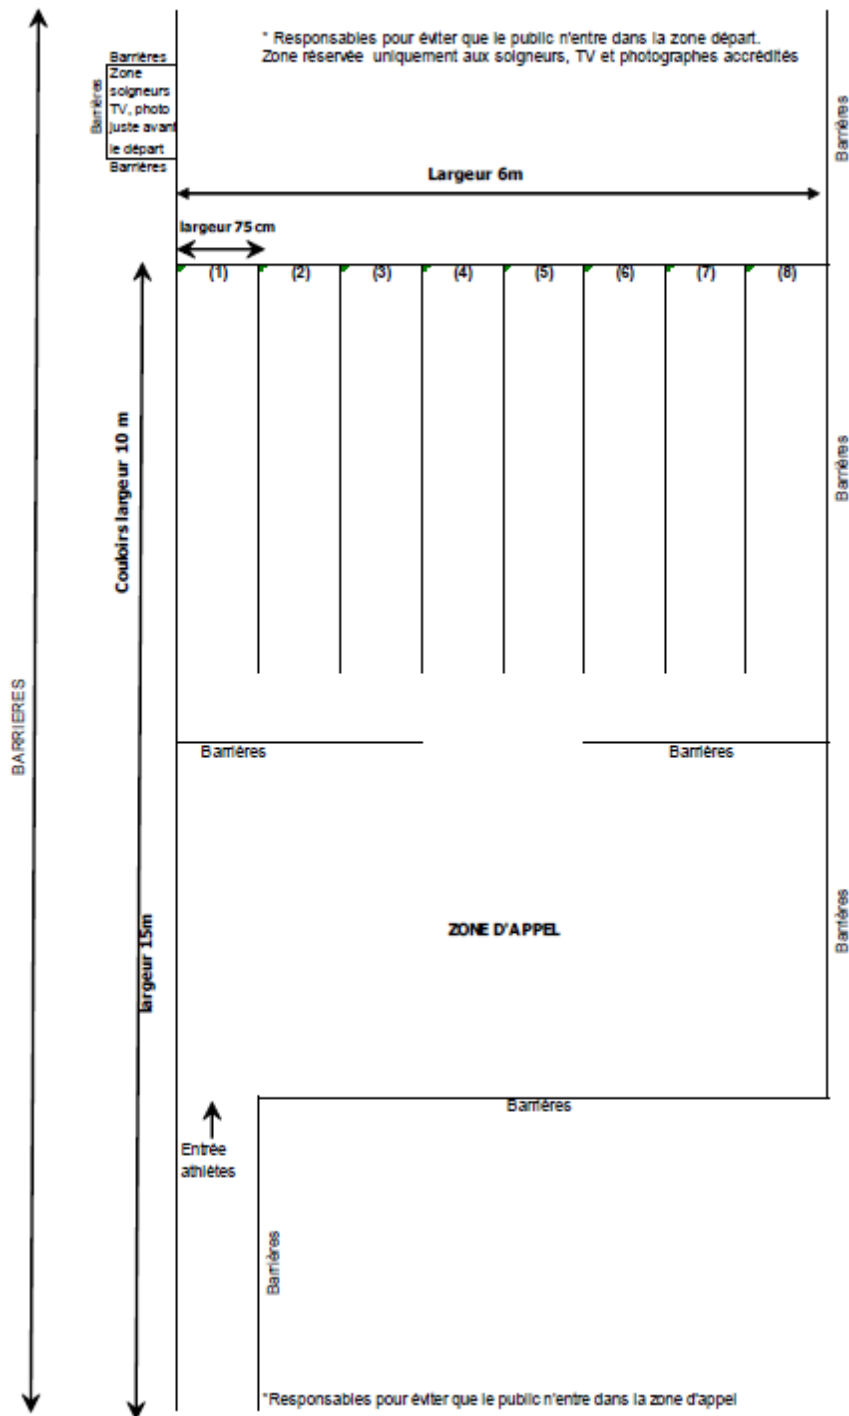 * Responsables pour éviter que le public n'entre dans la zone départ.
Zone réservée uniquement aux soigneurs, TV et photographes accrédités
Barrières
Barrières
Zone
soigneurs
TV, photo
juste avant
le départ
Barrières
Barrières
Largeur 6m
largeur 75 cm
(1) (2) (3) (4) (5) (6) (7) (8)
Couloirs largeur 10 m
Barrières
BARRIERES
Barrières
Barrières
largeur 15m
ZONE D'APPEL
Barrières
Barrières
Entrée
athlètes
Barrières
*Responsables pour éviter que le public n'entre dans la zone d'appel